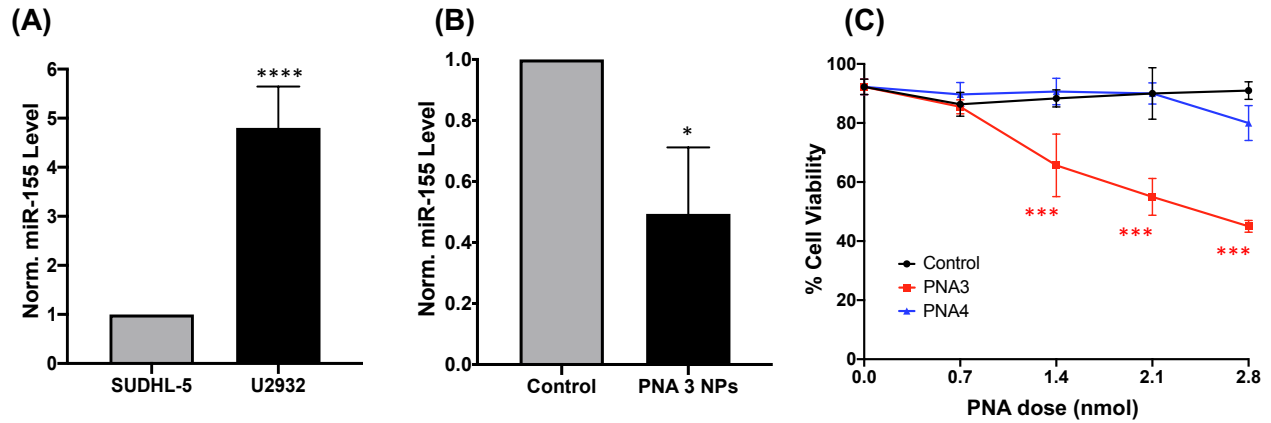 (A)
Norm. miR-155 Level
6
5
4
3
2
1
0
****
SUDHL-5
U2932
(B)
Norm. miR-155 Level
1.0
0.8
0.6
0.4
0.2
0.0
*
Control
PNA 3 NPs
(C)
% Cell Viability
100
80
60
40
20
0
***
***
***
Control
PNA3
PNA4
0.0
0.7
1.4
2.1
2.8
PNA dose (nmol)